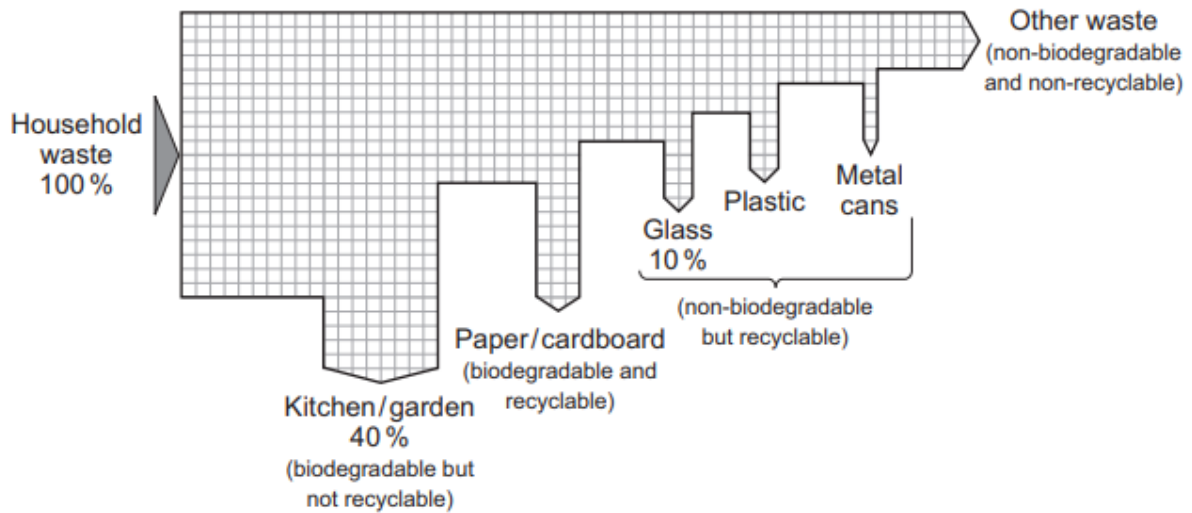 Other waste
(non-biodegradable
and non-recyclable)
Household
waste
100 %
Metal
cans
Plastic
Glass
10 %
(non-biodegradable
but recyclable)
Paper/cardboard
(biodegradable and
recyclable)
Kitchen/garden
40 %
(biodegradable but
not recyclable)